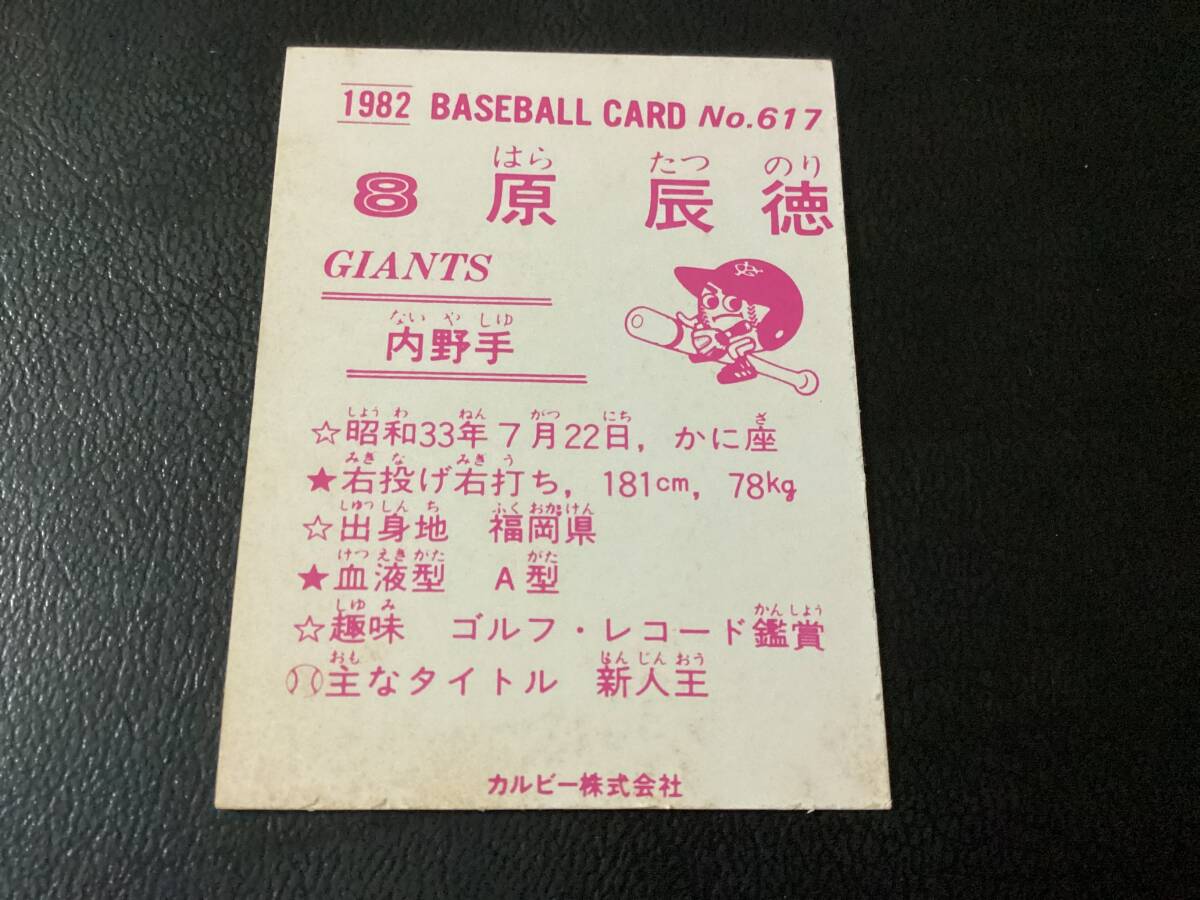 1982 BASEBALL CARD No.617
はら たつ のり
8 原 辰徳
GIANTS
ない や しゆ
内野手
しよう わ ねん がつ にち ざ
☆昭和33年7月22日, かに座
みぎ な みぎ う
★右投げ右打ち, 181cm, 78kg
しゆつ しん ち ふく おか けん
☆出身地 福岡県
けつ えき がた がた
★血液型 A型
しゆ み かん しよう
☆趣味 ゴルフ・レコード鑑賞
おも しん じん おう
主なタイトル 新人王
カルビー株式会社